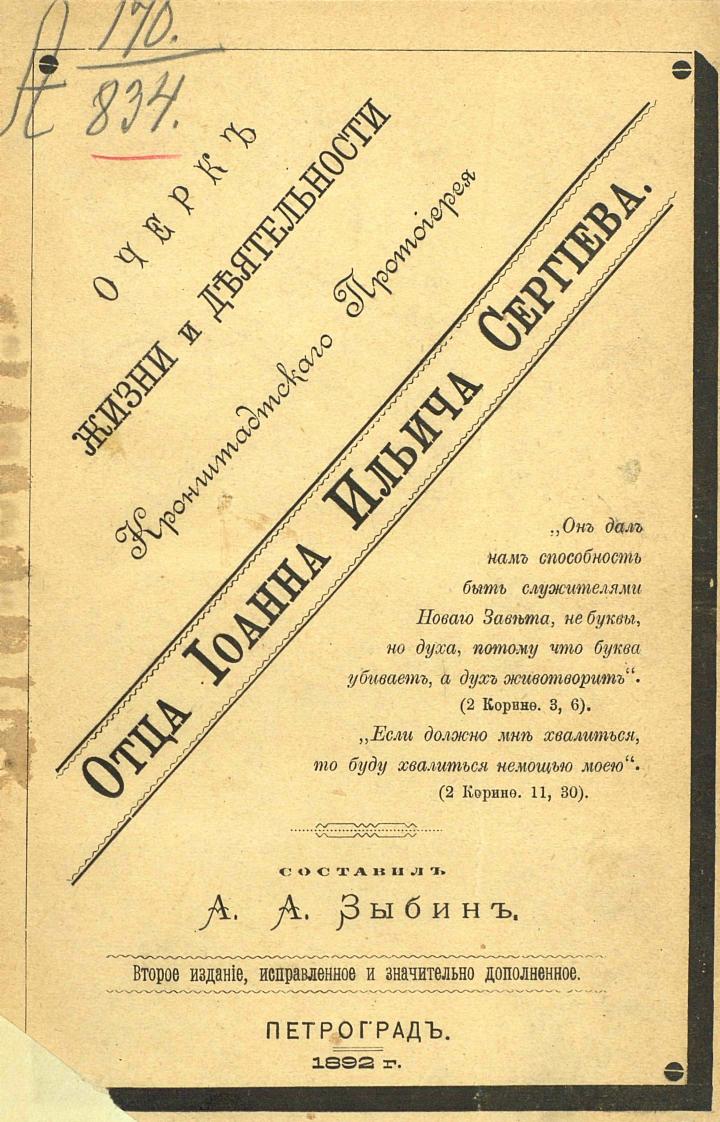 А 170.
834.
ОЧЕРКЪ
ЖИЗНИ и ДѢЯТЕЛЬНОСТИ
Кронштадтскаго Протоіерея
ОТЦА ІОАННА ИЛЬИЧА СЕРГІЕВА.
„Онъ далъ
намъ способность
быть служителями
Новаго Завѣта, не буквы,
но духа, потому что буква
убиваетъ, а духъ животворитъ“.
(2 Коринѳ. 3, 6).
„Если должно мнѣ хвалиться,
то буду хвалиться немощью моею“.
(2 Коринѳ. 11, 30).
СОСТАВИЛЪ
А. А. Зыбинъ.
Второе изданіе, исправленное и значительно дополненное.
ПЕТРОГРАДЪ.
1892 г.